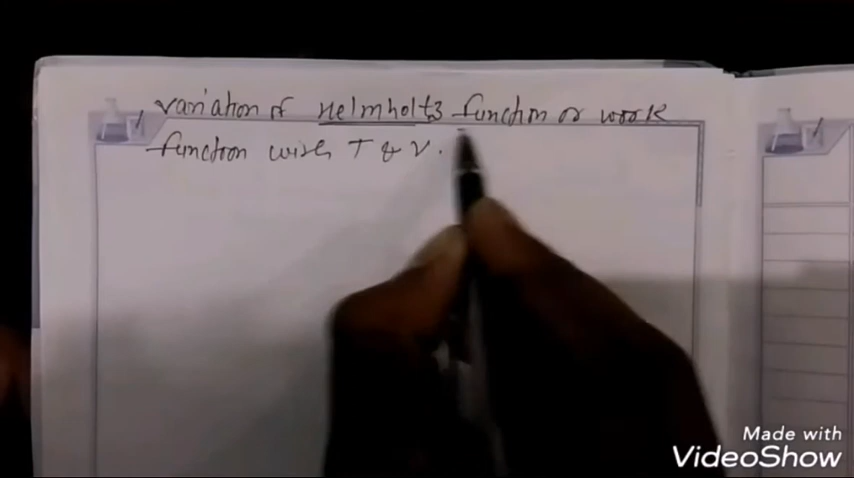 variation of Helmholtz function or work
function with T & V.
Made with
VideoShow